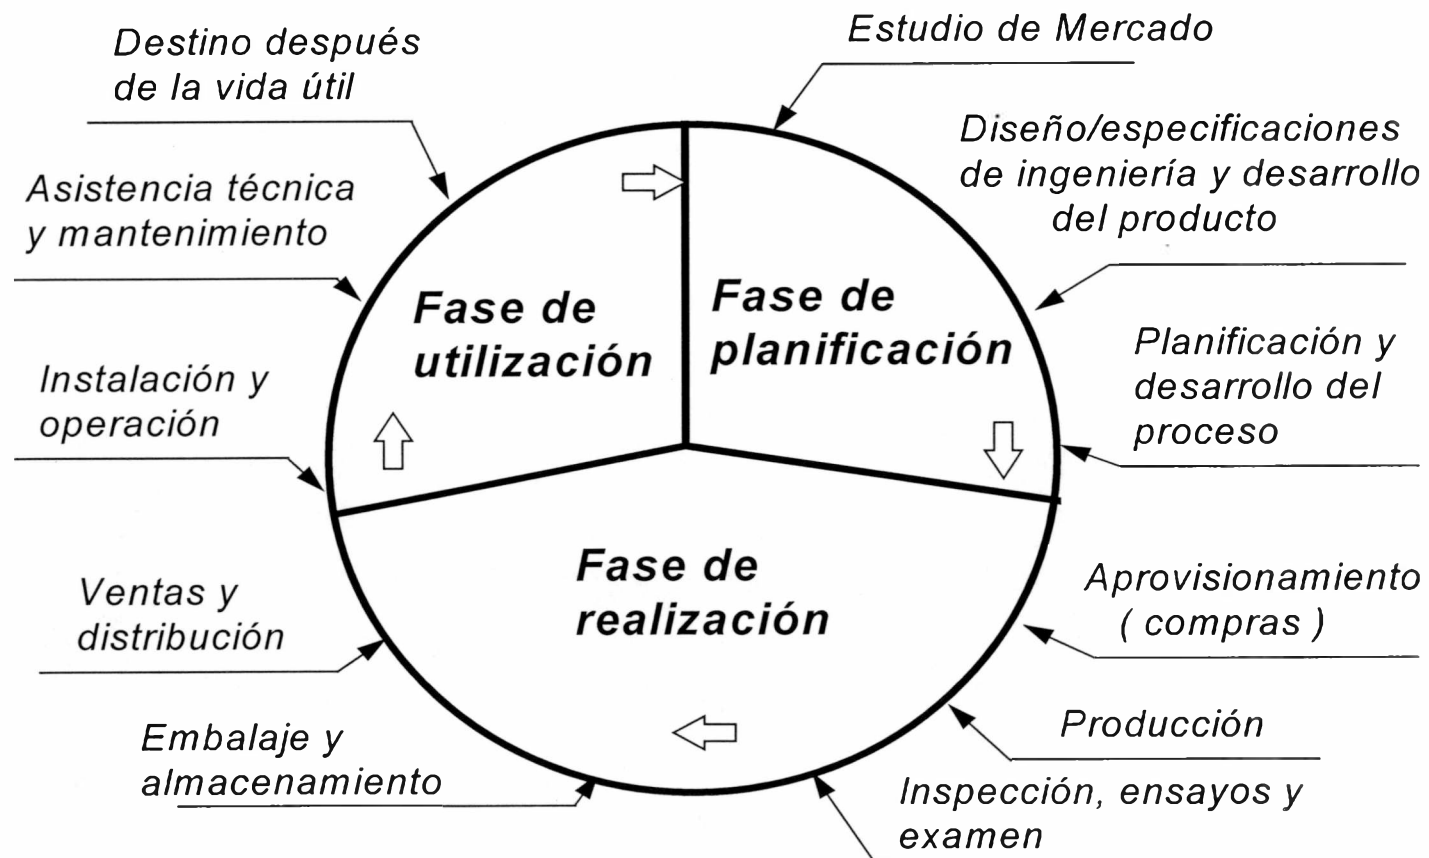 Estudio de Mercado
Diseño/especificaciones
de ingeniería y desarrollo
del producto
Planificación y
desarrollo del
proceso
Aprovisionamiento
( compras )
Producción
Inspección, ensayos y
examen
Embalaje y
almacenamiento
Ventas y
distribución
Instalación y
operación
Asistencia técnica
y mantenimiento
Destino después
de la vida útil
Fase de
planificación
Fase de
realización
Fase de
utilización